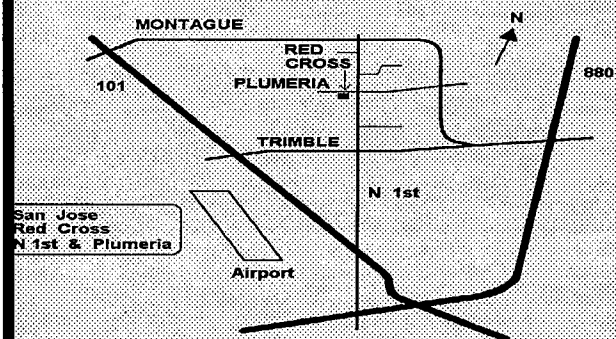 MONTAGUE
N
RED
CROSS
880
101
PLUMERIA
TRIMBLE
N 1st
San Jose
Red Cross
N 1st & Plumeria
Airport